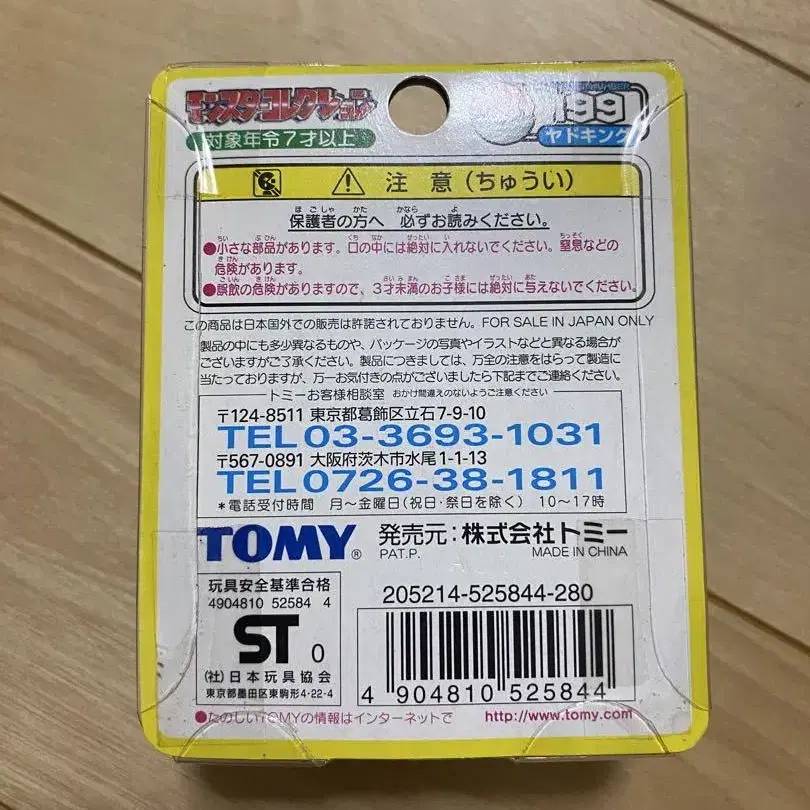 モンスターコレクション
対象年令7才以上
199
ヤドキング
注意(ちゅうい)
保護者の方へ 必ずお読みください。
●小さな部品があります。口の中には絶対に入れないでください。窒息などの
危険があります。
●誤飲の危険がありますので、3才未満のお子様には絶対に与えないでください。
この商品は日本国外での販売は許諾されておりません。FOR SALE IN JAPAN ONLY
製品の中にも多少異なるものや、パッケージの写真やイラストなどと異なる場合が
ございますがご了承ください。製品につきましては、万全の注意をはらって製造に
当たっておりますが、万一お気付きの点がございましたら下記までご連絡ください。
トミーお客様相談室 おかけ間違えのないようご注意ください
〒124-8511 東京都葛飾区立石7-9-10
TEL 03-3693-1031
〒567-0891 大阪府茨木市水尾1-1-13
TEL 0726-38-1811
*電話受付時間 月〜金曜日(祝日・祭日を除く) 10〜17時
TOMY® 発売元:株式会社トミー
PAT.P. MADE IN CHINA
玩具安全基準合格
4904810 52584 4
ST 0
(社)日本玩具協会
東京都墨田区東駒形4-22-4
205214-525844-280
4 904810 525844
●たのしいTOMYの情報はインターネットで http://www.tomy.com